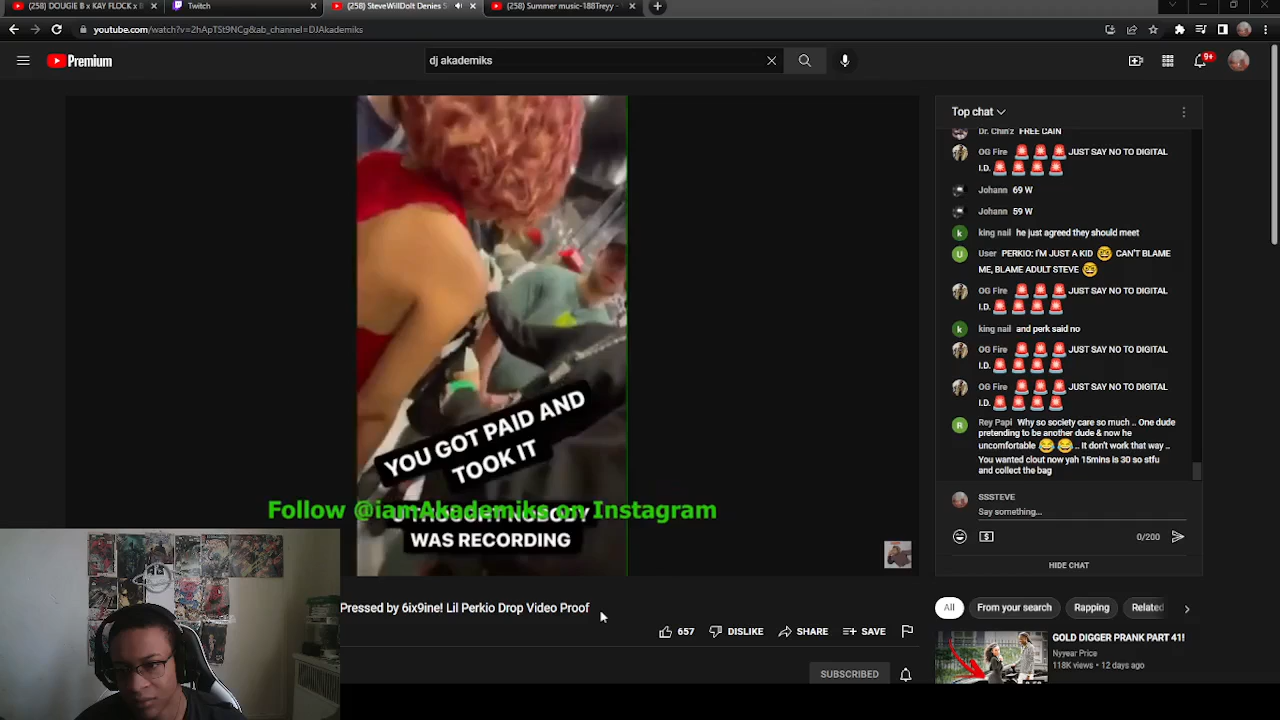 (258) DOUGIE B x KAY FLOCK x B
Twitch
(258) SteveWillDoIt Denies
(258) Summer music-188Treyy -
youtube.com/watch?v=2hApTSt9NCg&ab_channel=DJAkademiks
Premium
dj akademiks
9+
YOU GOT PAID AND
TOOK IT
Follow @iamAkademiks on Instagram
U THOUGHT NOBODY
WAS RECORDING
Pressed by 6ix9ine! Lil Perkio Drop Video Proof
657
DISLIKE
SHARE
SAVE
SUBSCRIBED
Top chat
Dr. Chin'z FREE CAIN
OG Fire JUST SAY NO TO DIGITAL
I.D.
Johann 69 W
Johann 59 W
king nail he just agreed they should meet
User PERKIO: I'M JUST A KID CAN'T BLAME
ME, BLAME ADULT STEVE
OG Fire JUST SAY NO TO DIGITAL
I.D.
king nail and perk said no
OG Fire JUST SAY NO TO DIGITAL
I.D.
OG Fire JUST SAY NO TO DIGITAL
I.D.
Rey Papi Why so society care so much .. One dude
pretending to be another dude & now he
uncomfortable .. It don't work that way ..
You wanted clout now yah 15mins is 30 so stfu
and collect the bag
SSSTEVE
Say something...
0/200
HIDE CHAT
All
From your search
Rapping
Related
GOLD DIGGER PRANK PART 41!
Nyyear Price
118K views • 12 days ago